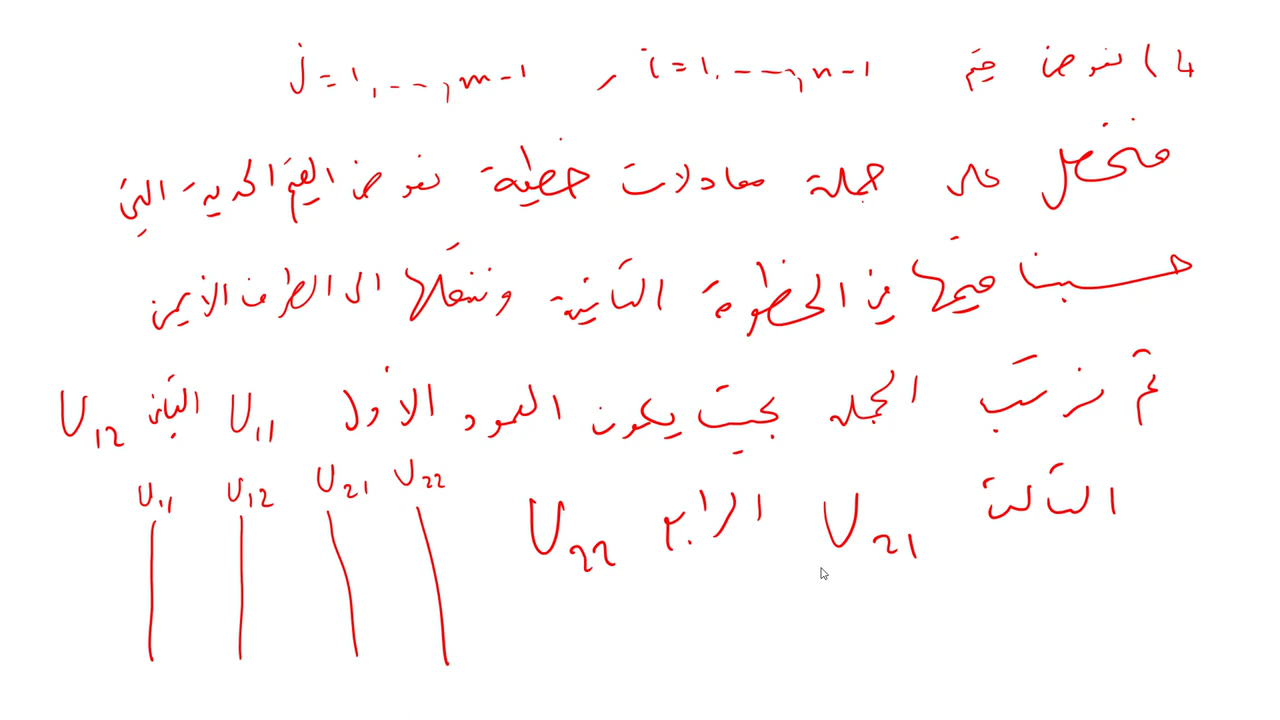 4) نعوض قيم i = 1, ---, n-1 , j = 1, ---, m-1
فنحصل على جملة معادلات خطية نعوض القيم الحدية التي
حسبنا قيمها في الخطوة الثانية وننقلها الى الطرف الأيمن
ثم نرتب الجملة بحيث يكون العمود الأول U11 الثاني U12
الثالث U21 الرابع U22
U11 U12 U21 U22